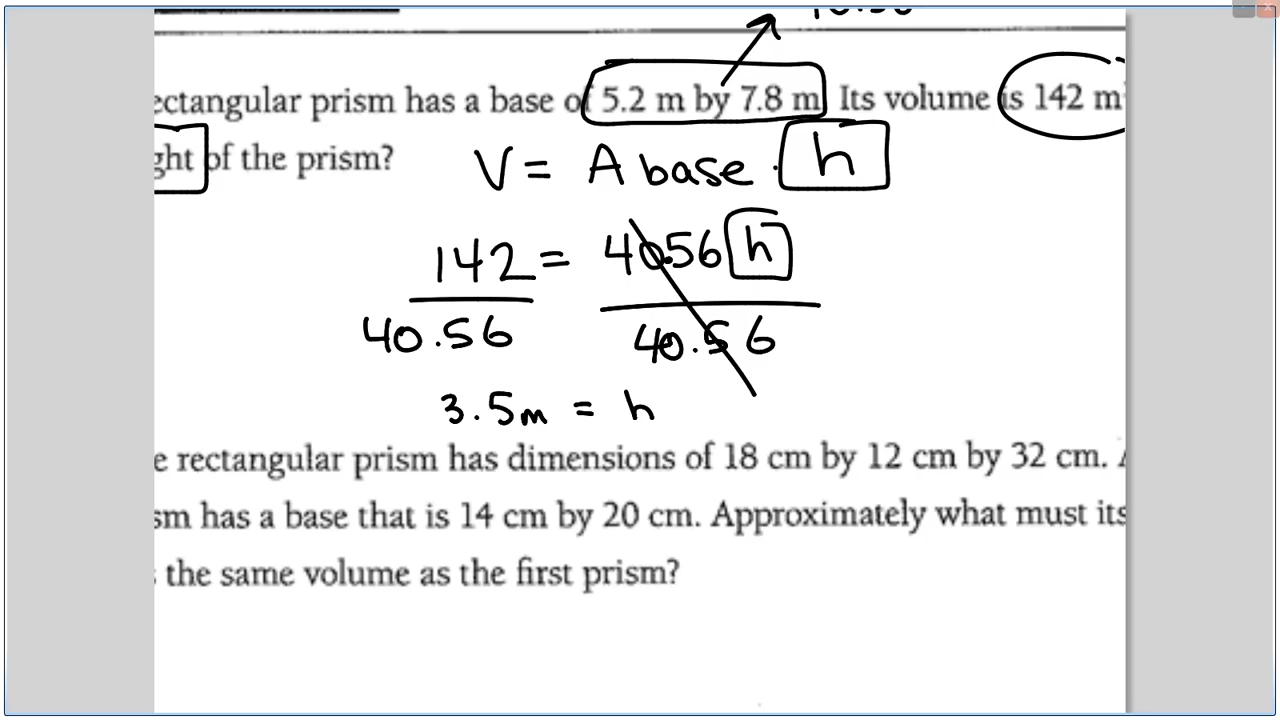 ectangular prism has a base of 5.2 m by 7.8 m. Its volume is 142 m
ght of the prism?
V = A base · h
142 = 40.56 h
40.56 40.56
3.5m = h
e rectangular prism has dimensions of 18 cm by 12 cm by 32 cm.
sm has a base that is 14 cm by 20 cm. Approximately what must its
the same volume as the first prism?